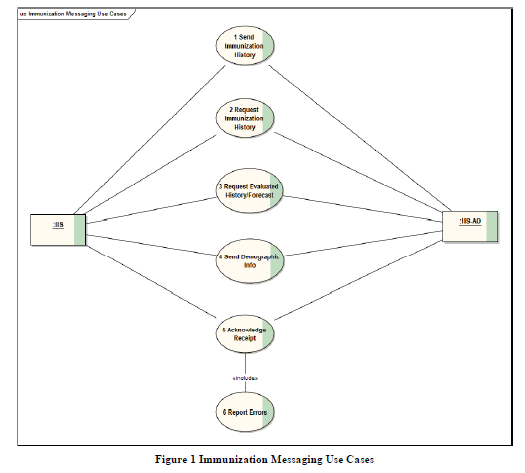 uc Immunization Messaging Use Cases
1 Send
Immunization
History
2 Request
Immunization
History
3 Request Evaluated
History/Forecast
:IIS
:IIS-AO
4 Send Demographic
Info
5 Acknowledge
Receipt
«include»
6 Report Errors
Figure 1 Immunization Messaging Use Cases